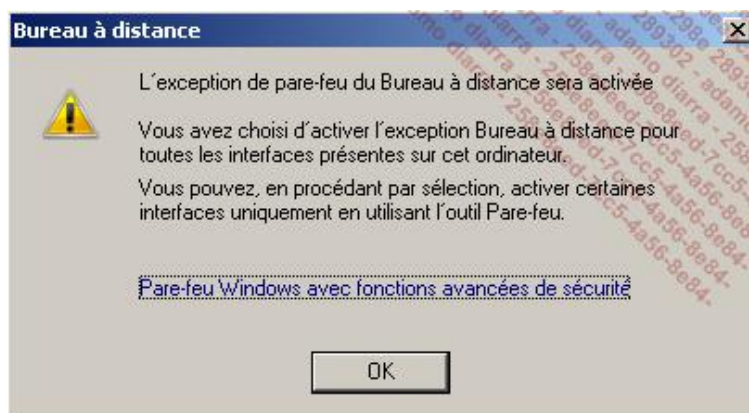 Bureau à distance
L'exception de pare-feu du Bureau à distance sera activée
Vous avez choisi d'activer l'exception Bureau à distance pour
toutes les interfaces présentes sur cet ordinateur.
Vous pouvez, en procédant par sélection, activer certaines
interfaces uniquement en utilisant l'outil Pare-feu.
Pare-feu Windows avec fonctions avancées de sécurité
OK